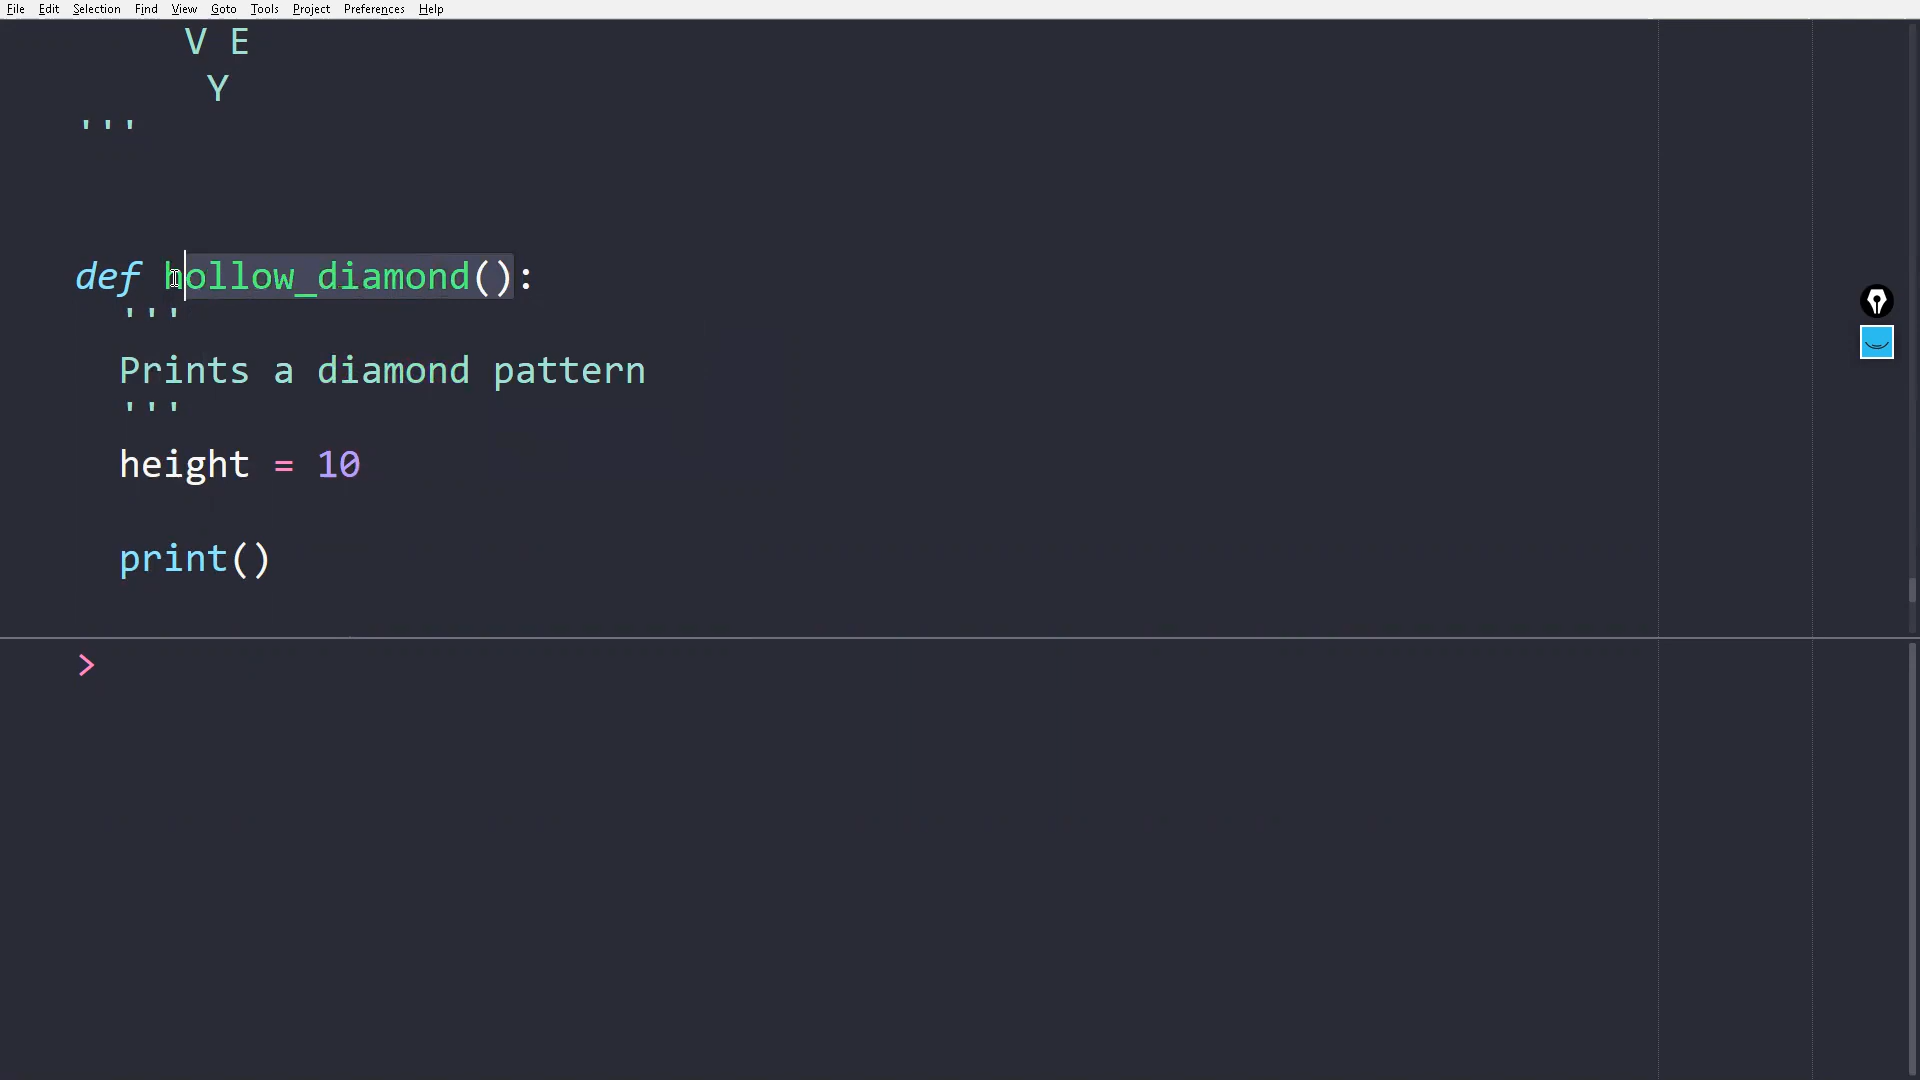 File Edit Selection Find View Goto Tools Project Preferences Help
V E
Y
'''
def hollow_diamond():
'''
Prints a diamond pattern
'''
height = 10
print()
>